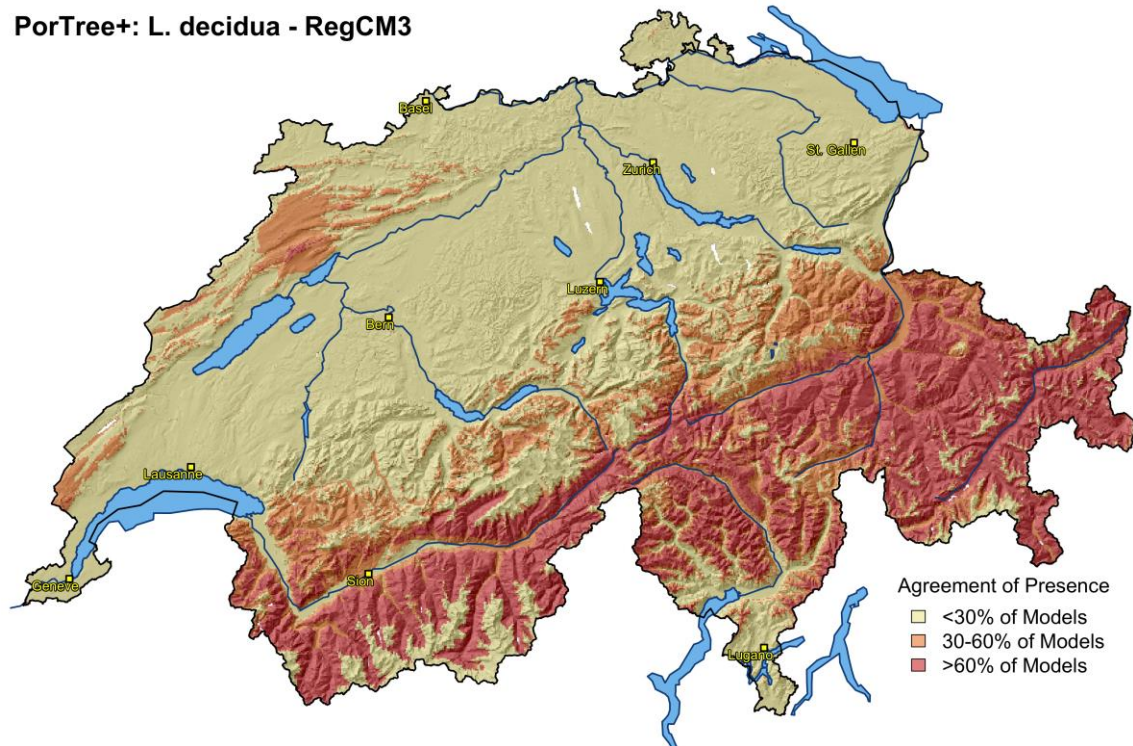 PorTree+: L. decidua - RegCM3
Basel
St. Gallen
Zurich
Luzern
Bern
Lausanne
Sion
Geneve
Lugano
Agreement of Presence
<30% of Models
30-60% of Models
>60% of Models